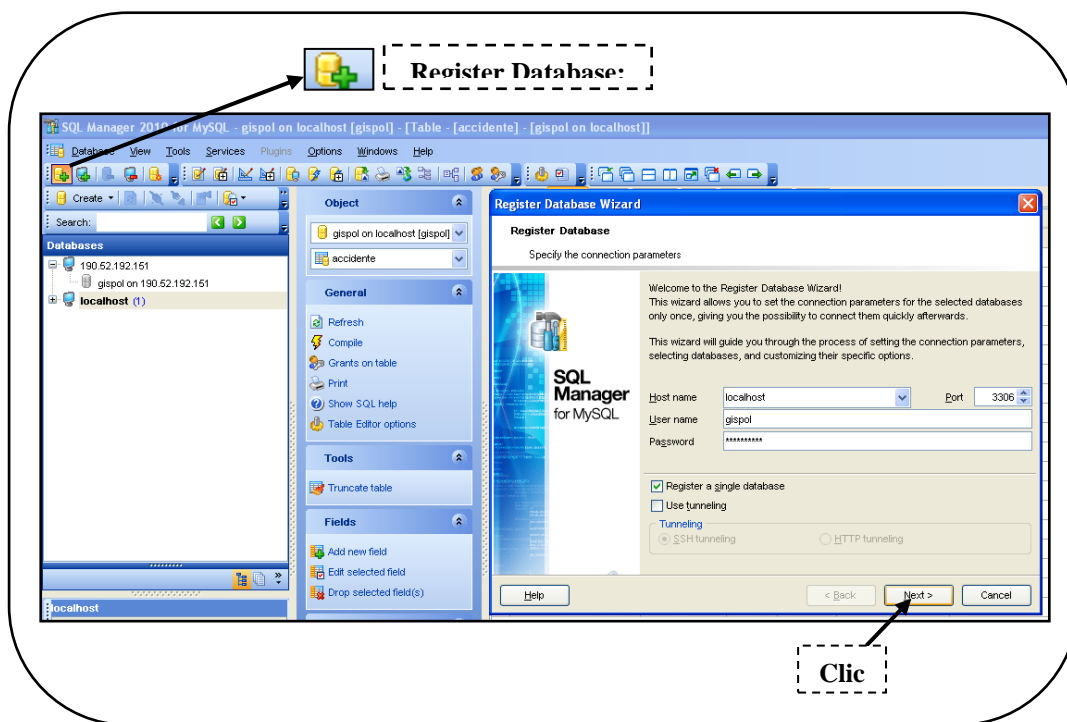 Register Database:
SQL Manager 2010 for MySQL - gispol on localhost [gispol] - [Table - [accidente] - [gispol on localhost]]
Database View Tools Services Plugins Options Windows Help
Create
Search:
Databases
190.52.192.151
gispol on 190.52.192.151
localhost (1)
localhost
Object
gispol on localhost [gispol]
accidente
General
Refresh
Compile
Grants on table
Print
Show SQL help
Table Editor options
Tools
Truncate table
Fields
Add new field
Edit selected field
Drop selected field(s)
Register Database Wizard
Register Database
Specify the connection parameters
SQL
Manager
for MySQL
Welcome to the Register Database Wizard!
This wizard allows you to set the connection parameters for the selected databases
only once, giving you the possibility to connect them quickly afterwards.
This wizard will guide you through the process of setting the connection parameters,
selecting databases, and customizing their specific options.
Host name localhost Port 3306
User name gispol
Password **********
Register a single database
Use tunneling
Tunneling
SSH tunneling HTTP tunneling
Help < Back Next > Cancel
Clic